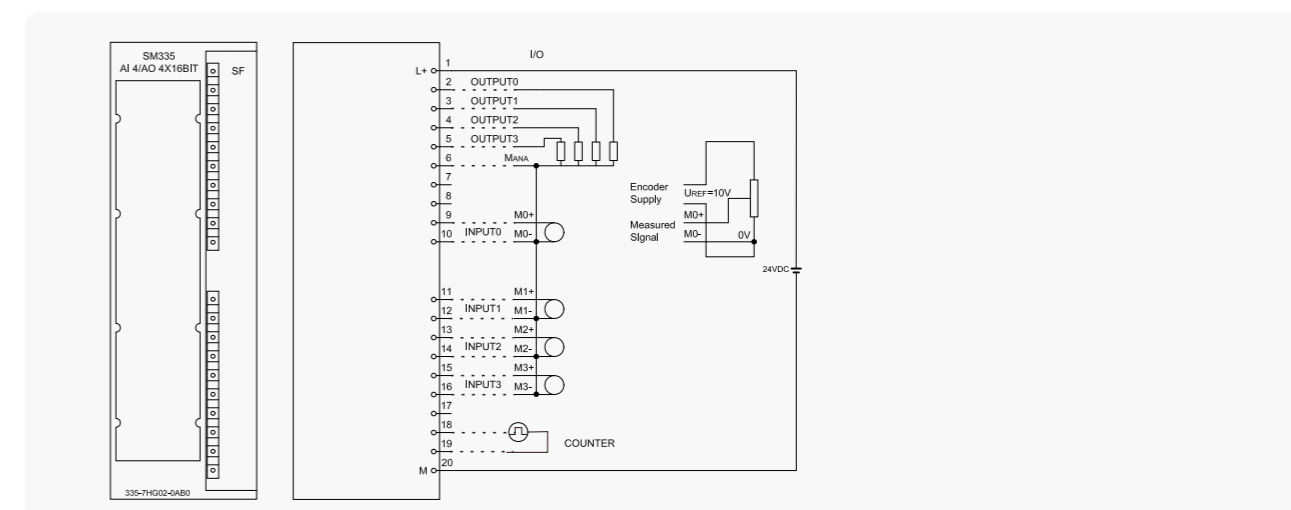 SM335
AI 4/AO 4X16BIT
SF
335-7HG02-0AB0
I/O
L+ 1
2 OUTPUT0
3 OUTPUT1
4 OUTPUT2
5 OUTPUT3
6 MANA
7
8
9 M0+
10 INPUT0 M0-
11 M1+
12 INPUT1 M1-
13 M2+
14 INPUT2 M2-
15 M3+
16 INPUT3 M3-
17
18
19 COUNTER
M 20
Encoder
Supply
UREF=10V
M0+
Measured
SIgnal
M0- 0V
24VDC